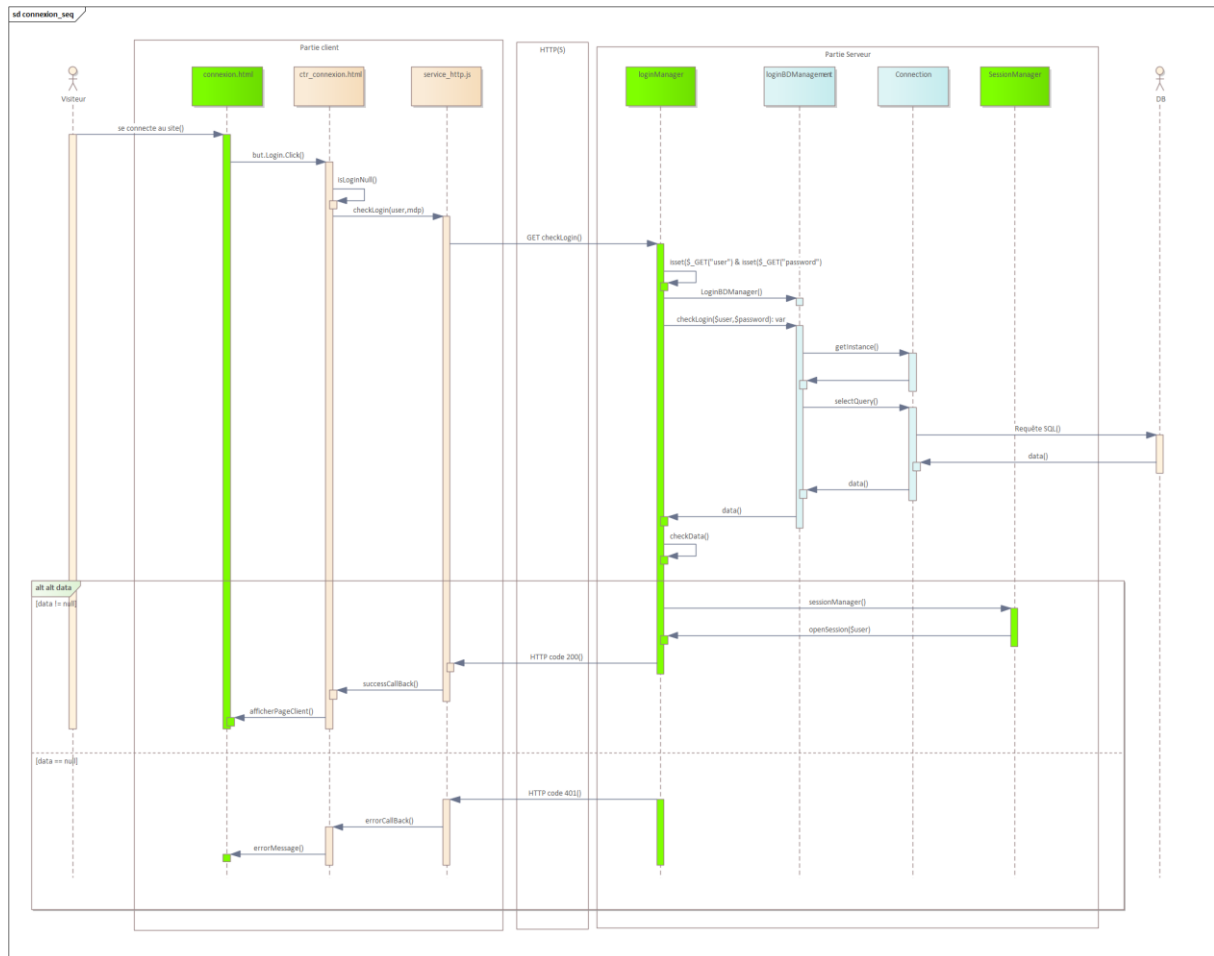 sd connexion_seq
Partie client
HTTP(S)
Partie Serveur
Visiteur
connexion.html
ctr_connexion.html
service_http.js
loginManager
loginBDManagement
Connection
SessionManager
DB
se connecte au site()
but.Login.Click()
isLoginNull()
checkLogin(user,mdp)
GET checkLogin()
isset($_GET("user") & isset($_GET("password")
LoginBDManager()
checkLogin($user,$password): var
getInstance()
selectQuery()
Requête SQL()
data()
data()
data()
checkData()
alt alt data
[data != null]
sessionManager()
openSession($user)
HTTP code 200()
successCallBack()
afficherPageClient()
[data == null]
HTTP code 401()
errorCallBack()
errorMessage()